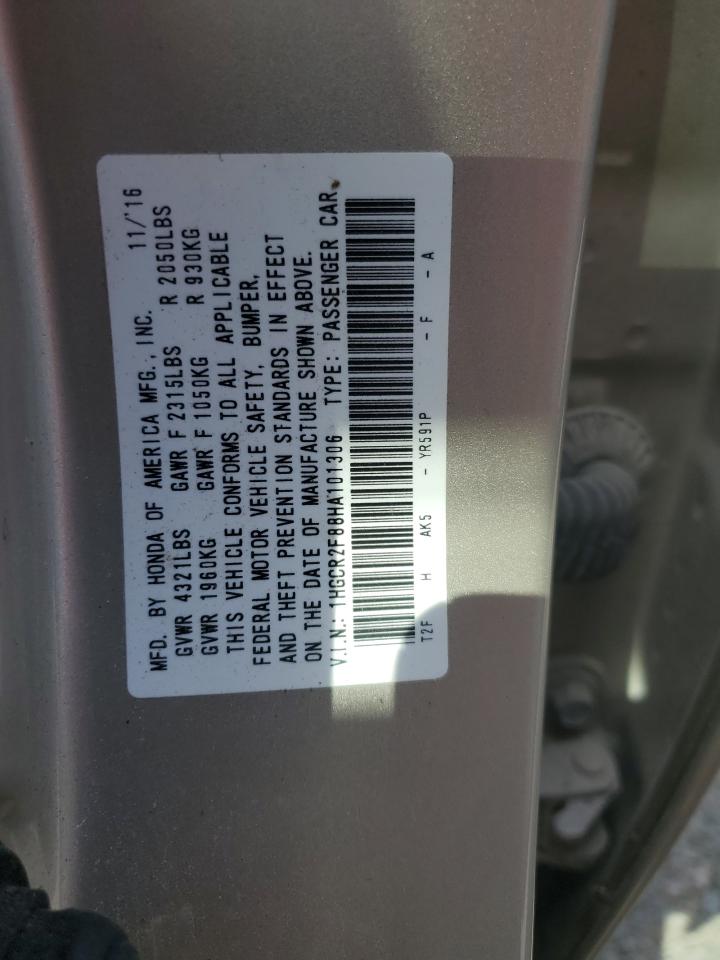 MFD. BY HONDA OF AMERICA MFG., INC. 11/'16
GVWR 4321LBS GAWR F 2315LBS R 2050LBS
GVWR 1960KG GAWR F 1050KG R 930KG
THIS VEHICLE CONFORMS TO ALL APPLICABLE
FEDERAL MOTOR VEHICLE SAFETY, BUMPER,
AND THEFT PREVENTION STANDARDS IN EFFECT
ON THE DATE OF MANUFACTURE SHOWN ABOVE.
V.I.N.: 1HGCR2F88HA101306 TYPE: PASSENGER CAR
T2F H AK5 - YR591P - F - A